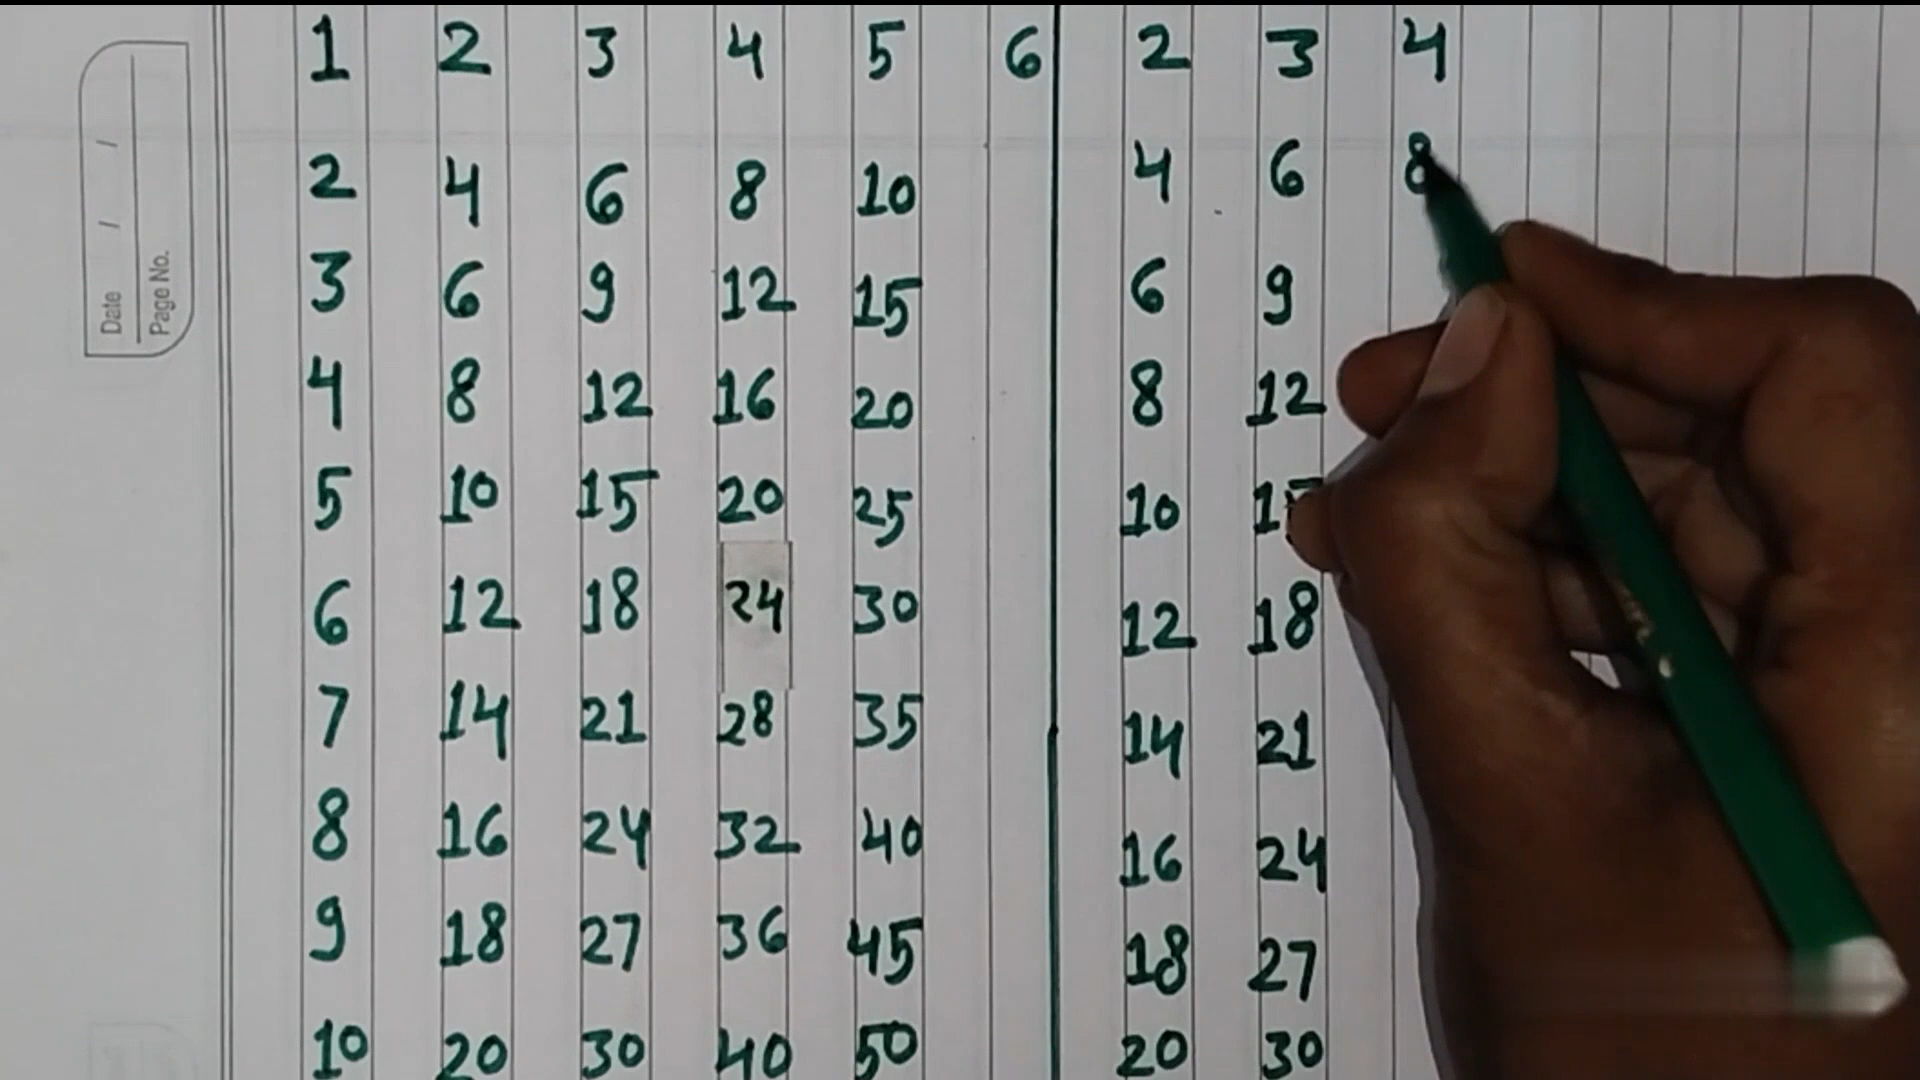 1 2 3 4 5 6 2 3 4
2 4 6 8 10 4 6 8
3 6 9 12 15 6 9
4 8 12 16 20 8 12
5 10 15 20 25 10 15
6 12 18 24 30 12 18
7 14 21 28 35 14 21
8 16 24 32 40 16 24
9 18 27 36 45 18 27
10 20 30 40 50 20 30
Date / /
Page No.